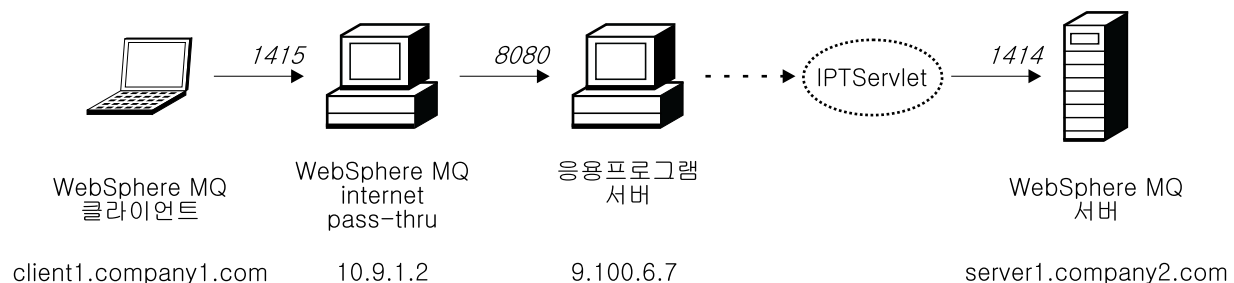 1415
8080
IPTServlet
1414
WebSphere MQ
클라이언트
WebSphere MQ
internet
pass-thru
응용프로그램
서버
WebSphere MQ
서버
client1.company1.com
10.9.1.2
9.100.6.7
server1.company2.com